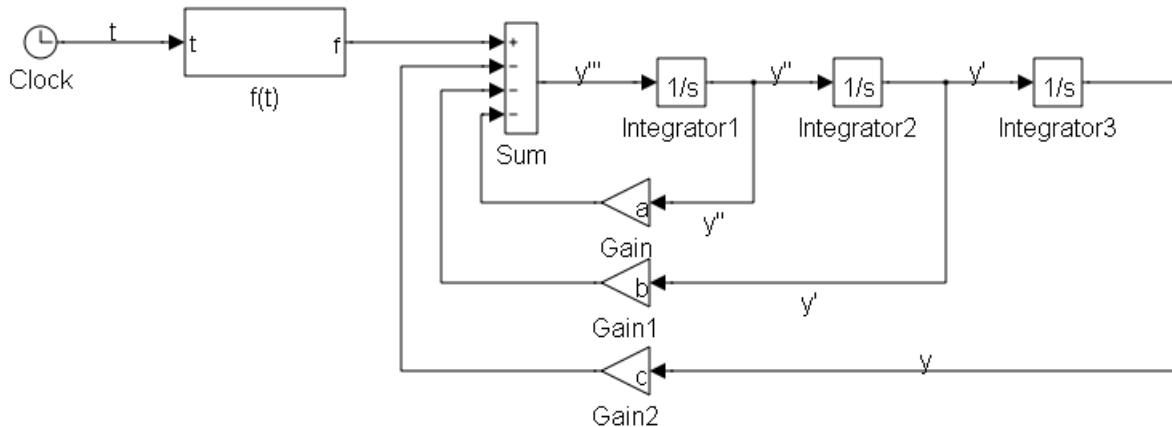 t
t
f
Clock
f(t)
+
−
−
−
Sum
y'''
1/s
Integrator1
y''
1/s
Integrator2
y'
1/s
Integrator3
a
Gain
y''
b
Gain1
y'
c
Gain2
y